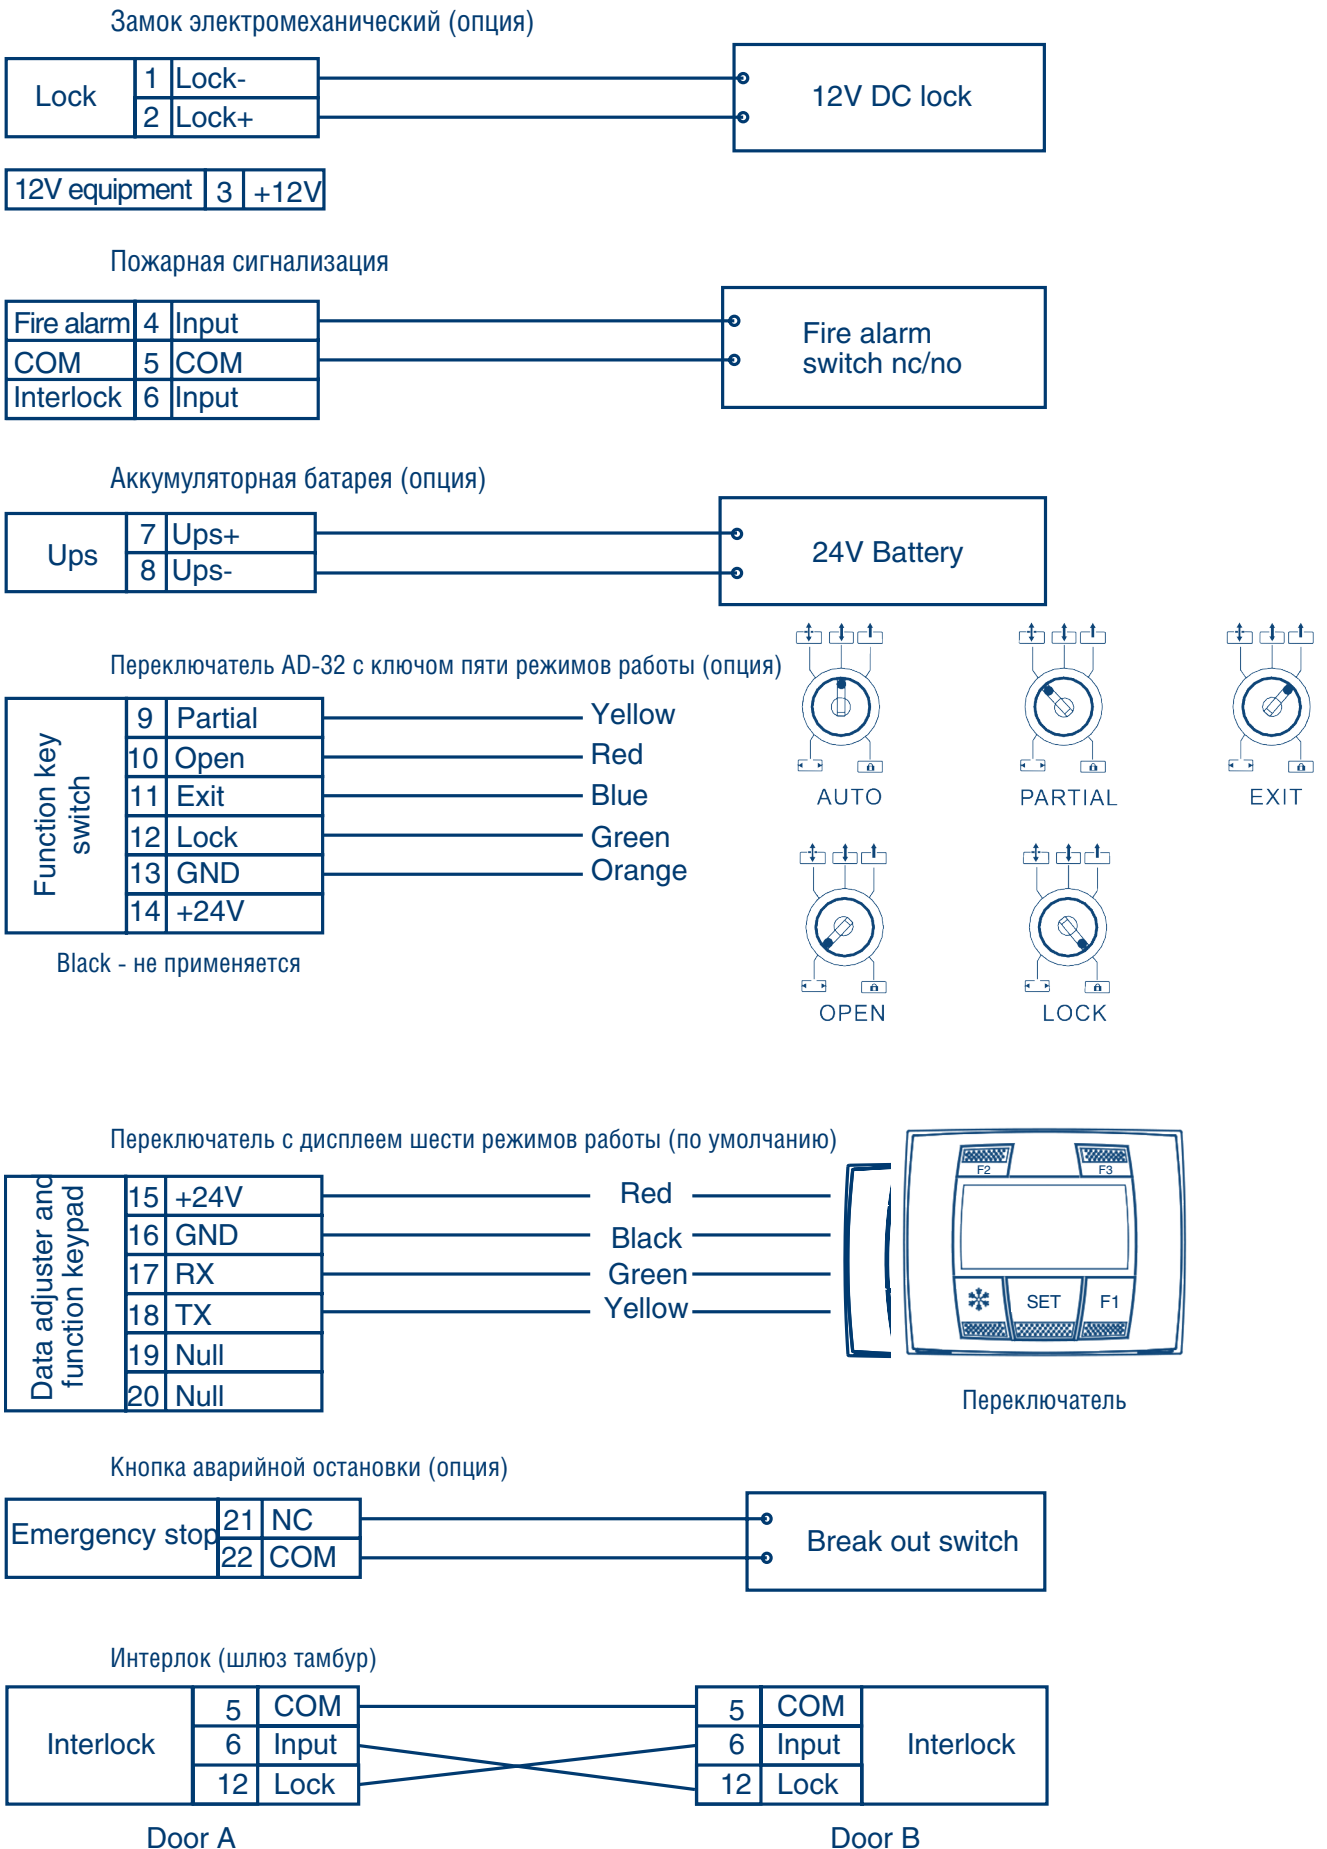 Замок электромеханический (опция)
Lock 1 Lock-
2 Lock+
12V DC lock
12V equipment 3 +12V
Пожарная сигнализация
Fire alarm 4 Input
COM 5 COM
Interlock 6 Input
Fire alarm
switch nc/no
Аккумуляторная батарея (опция)
Ups 7 Ups+
8 Ups-
24V Battery
Переключатель AD-32 с ключом пяти режимов работы (опция)
Function key
switch
9 Partial Yellow
10 Open Red
11 Exit Blue
12 Lock Green
13 GND Orange
14 +24V
Black - не применяется
AUTO
PARTIAL
EXIT
OPEN
LOCK
Переключатель с дисплеем шести режимов работы (по умолчанию)
Data adjuster and
function keypad
15 +24V Red
16 GND Black
17 RX Green
18 TX Yellow
19 Null
20 Null
F2 F3
SET F1
Переключатель
Кнопка аварийной остановки (опция)
Emergency stop 21 NC
22 COM
Break out switch
Интерлок (шлюз тамбур)
Interlock
5 COM
6 Input
12 Lock
5 COM
6 Input
12 Lock
Interlock
Door A
Door B